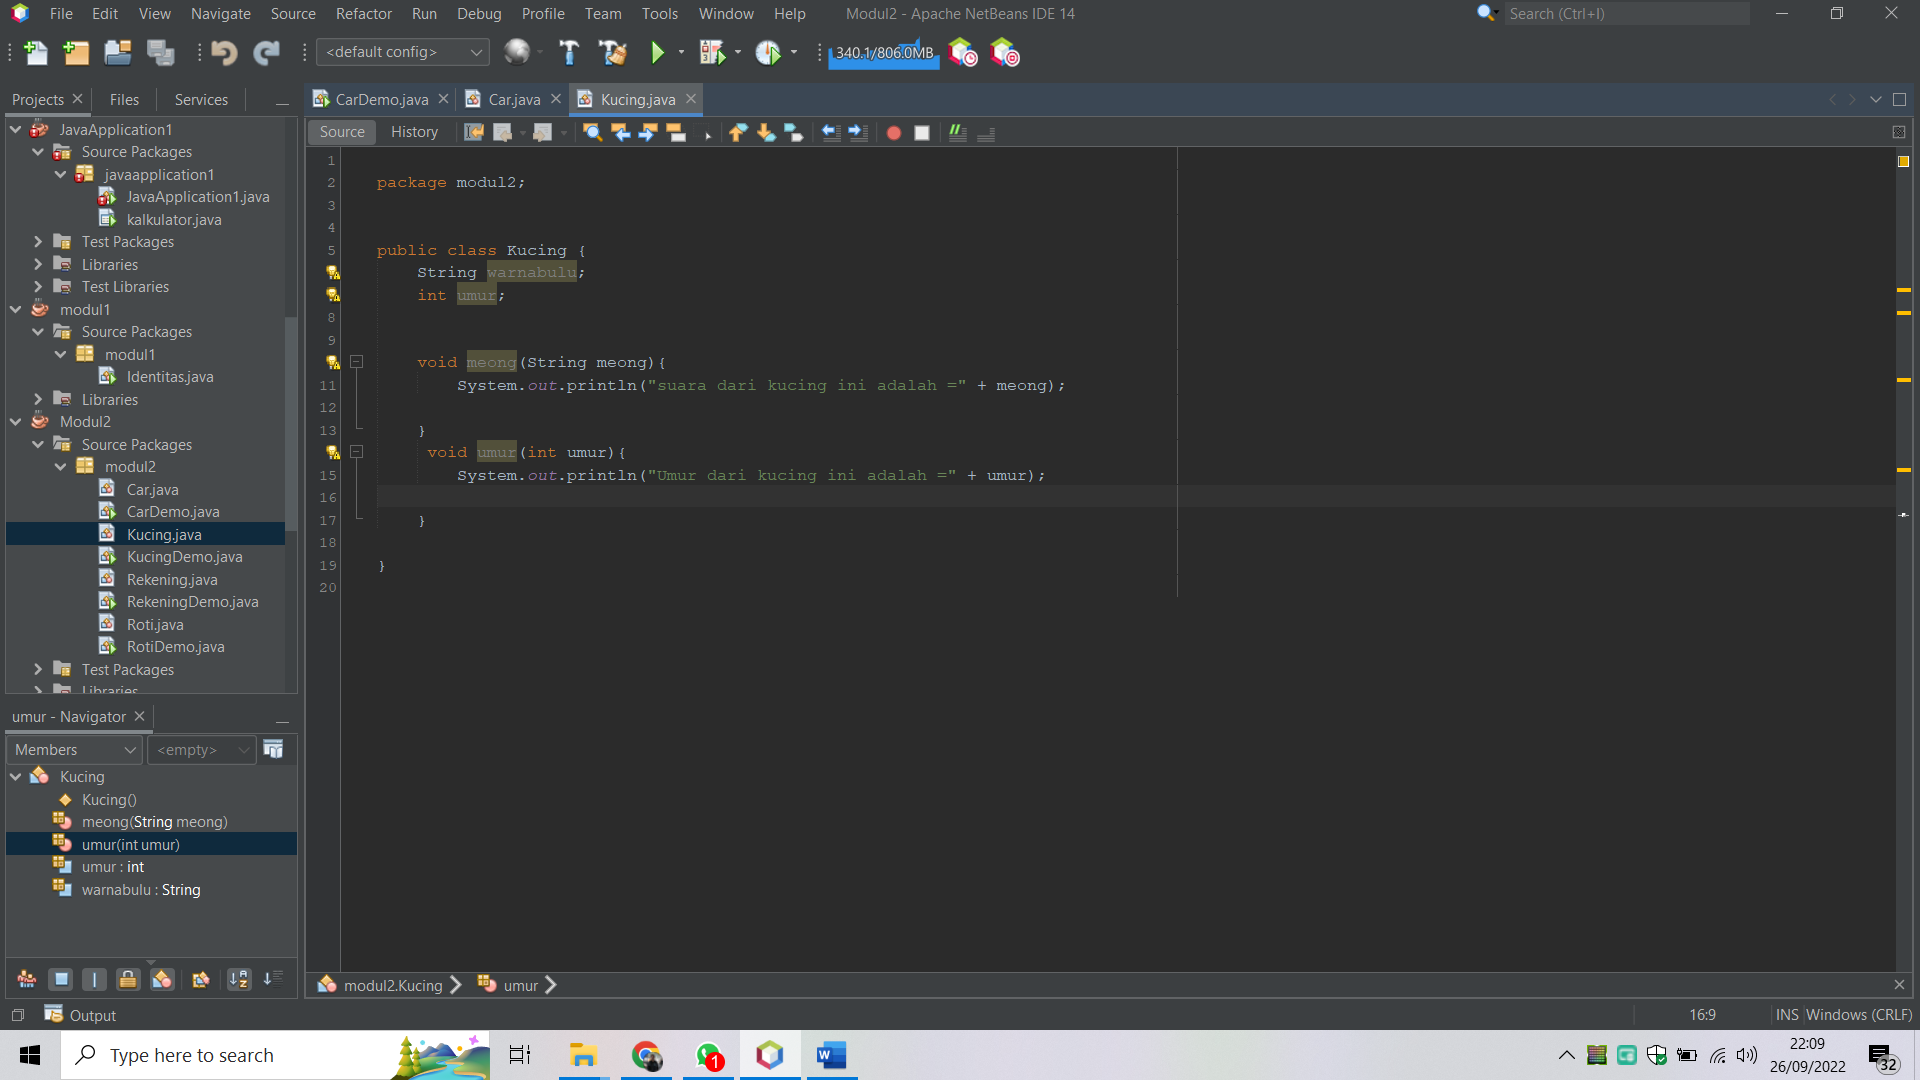 File Edit View Navigate Source Refactor Run Debug Profile Team Tools Window Help Modul2 - Apache NetBeans IDE 14 Search (Ctrl+I)
<default config> 340.1/806.0MB
Projects Files Services
CarDemo.java Car.java Kucing.java
Source History
JavaApplication1
Source Packages
javaapplication1
JavaApplication1.java
kalkulator.java
Test Packages
Libraries
Test Libraries
modul1
Source Packages
modul1
Identitas.java
Libraries
Modul2
Source Packages
modul2
Car.java
CarDemo.java
Kucing.java
KucingDemo.java
Rekening.java
RekeningDemo.java
Roti.java
RotiDemo.java
Test Packages
Libraries
1
2 package modul2;
3
4
5 public class Kucing {
String warnabulu;
int umur;
8
9
void meong(String meong){
11 System.out.println("suara dari kucing ini adalah =" + meong);
12
13 }
void umur(int umur){
15 System.out.println("Umur dari kucing ini adalah =" + umur);
16
17 }
18
19 }
20
umur - Navigator
Members <empty>
Kucing
Kucing()
meong(String meong)
umur(int umur)
umur : int
warnabulu : String
modul2.Kucing umur
Output 16:9 INS Windows (CRLF)
Type here to search 1 22:09
26/09/2022 32